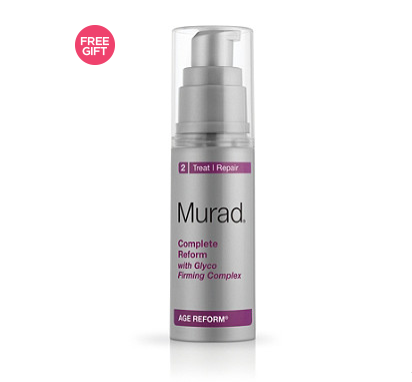 FREE
GIFT
2 Treat | Repair
Murad®
Complete
Reform
with Glyco
Firming Complex
AGE REFORM®